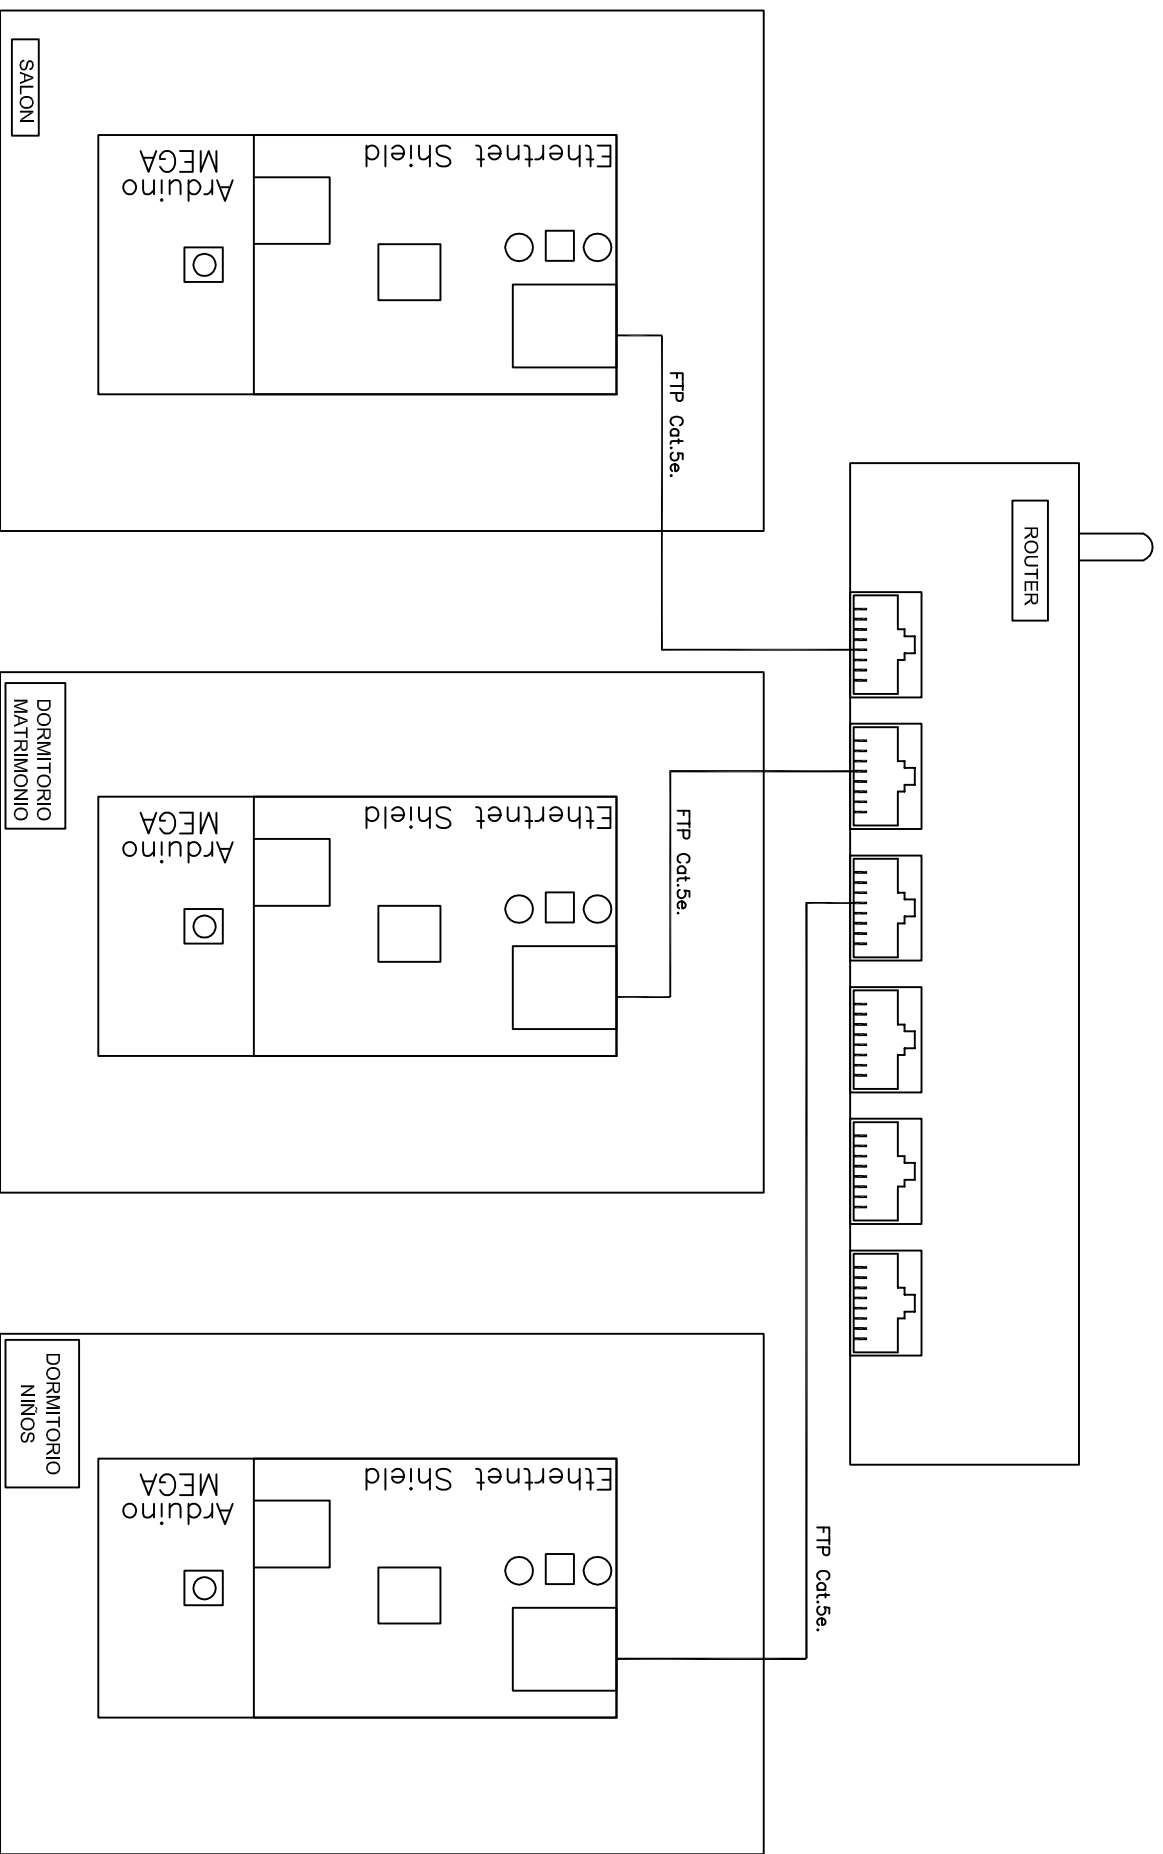 ROUTER
FTP Cat.5e.
FTP Cat.5e.
FTP Cat.5e.
Ethertnet Shield
Arduino
MEGA
SALON
Ethertnet Shield
Arduino
MEGA
DORMITORIO
MATRIMONIO
Ethertnet Shield
Arduino
MEGA
DORMITORIO
NIÑOS